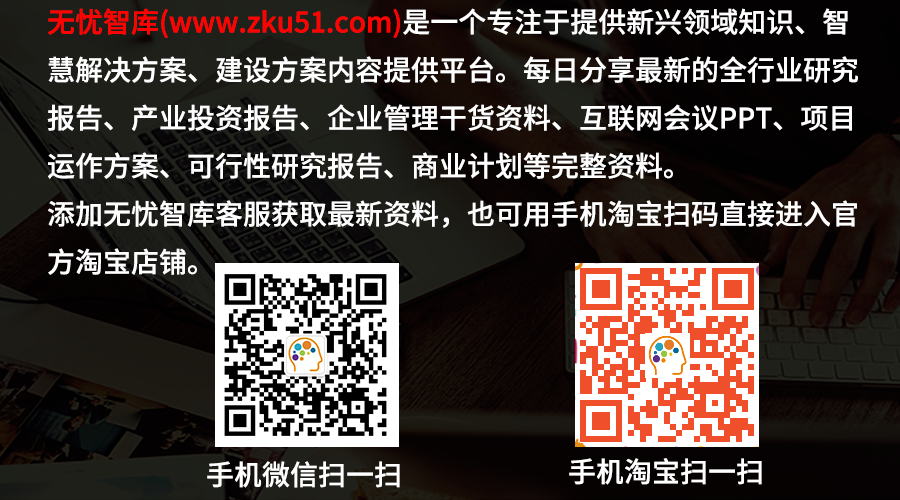 无忧智库(www.zku51.com)是一个专注于提供新兴领域知识、智
慧解决方案、建设方案内容提供平台。每日分享最新的全行业研究
报告、产业投资报告、企业管理干货资料、互联网会议PPT、项目
运作方案、可行性研究报告、商业计划等完整资料。
添加无忧智库客服获取最新资料，也可用手机淘宝扫码直接进入官
方淘宝店铺。
手机微信扫一扫
手机淘宝扫一扫